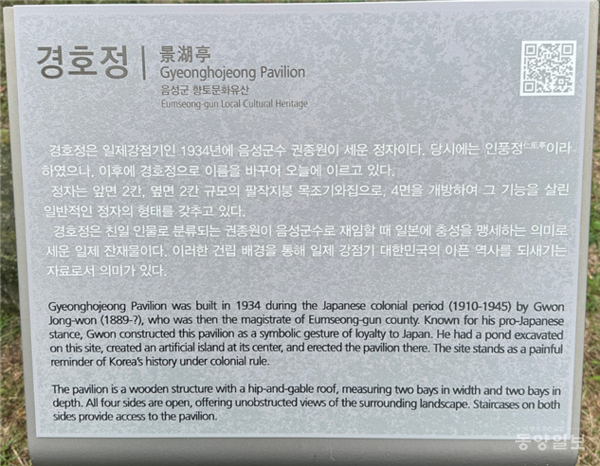 경호정
景湖亭
Gyeonghojeong Pavilion
음성군 향토문화유산
Eumseong-gun Local Cultural Heritage
경호정은 일제강점기인 1934년에 음성군수 권종원이 세운 정자이다. 당시에는 인풍정이라
하였으나, 이후에 경호정으로 이름을 바꾸어 오늘에 이르고 있다.
정자는 앞면 2칸, 옆면 2칸 규모의 팔작지붕 목조기와집으로, 4면을 개방하여 그 기능을 살린
일반적인 정자의 형태를 갖추고 있다.
경호정은 친일 인물로 분류되는 권종원이 음성군수로 재임할 때 일본에 충성을 맹세하는 의미로
세운 일제 잔재물이다. 이러한 건립 배경을 통해 일제 강점기 대한민국의 아픈 역사를 되새기는
자료로서 의미가 있다.
Gyeonghojeong Pavilion was built in 1934 during the Japanese colonial period (1910-1945) by Gwon
Jong-won (1889-?), who was then the magistrate of Eumseong-gun county. Known for his pro-Japanese
stance, Gwon constructed this pavilion as a symbolic gesture of loyalty to Japan. He had a pond excavated
on this site, created an artificial island at its center, and erected the pavilion there. The site stands as a painful
reminder of Korea's history under colonial rule.
The pavilion is a wooden structure with a hip-and-gable roof, measuring two bays in width and two bays in
depth. All four sides are open, offering unobstructed views of the surrounding landscape. Staircases on both
sides provide access to the pavilion.
동양일보